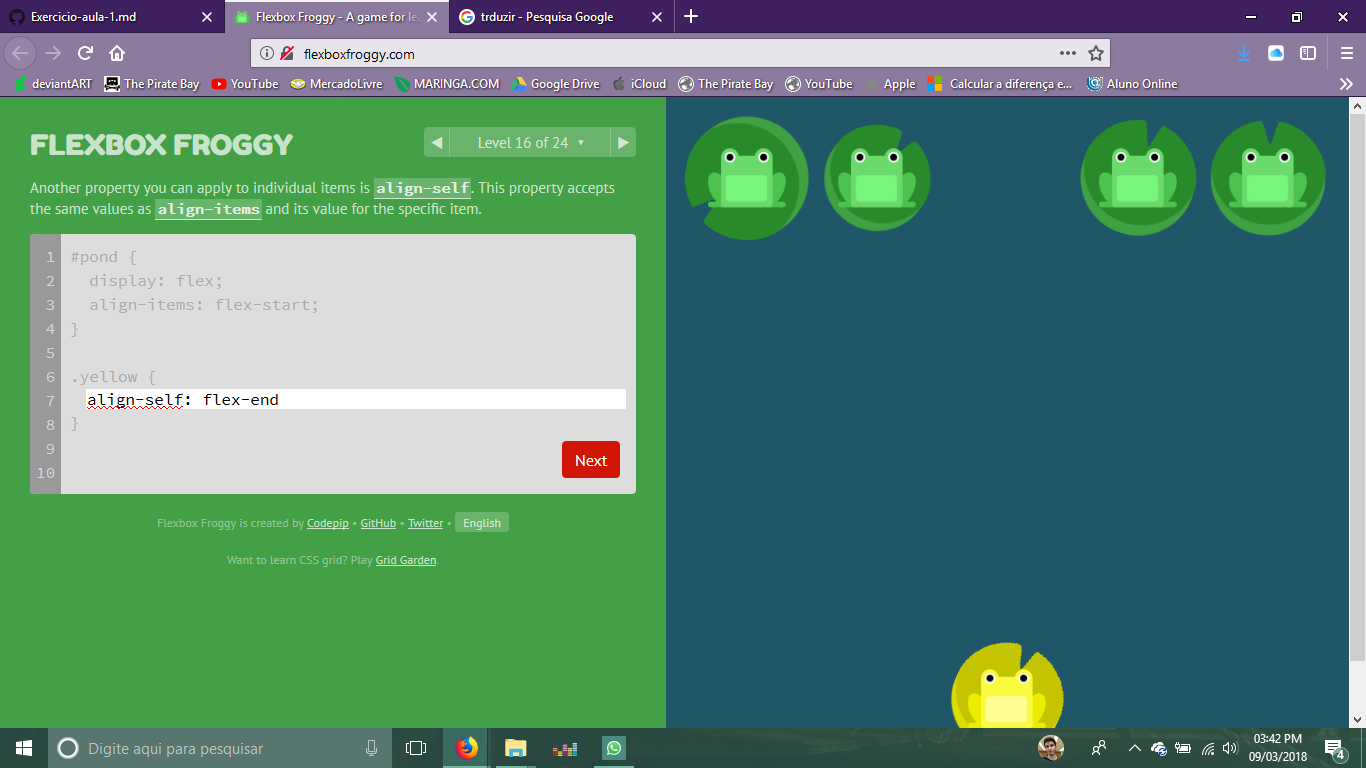 Exercicio-aula-1.md
Flexbox Froggy - A game for le
trduzir - Pesquisa Google
flexboxfroggy.com
deviantART The Pirate Bay YouTube MercadoLivre MARINGA.COM Google Drive iCloud The Pirate Bay YouTube Apple Calcular a diferença e... Aluno Online
FLEXBOX FROGGY
Level 16 of 24
Another property you can apply to individual items is align-self. This property accepts
the same values as align-items and its value for the specific item.
1 #pond {
2 display: flex;
3 align-items: flex-start;
4 }
5
6 .yellow {
7 align-self: flex-end
8 }
9
10
Next
Flexbox Froggy is created by Codepip • GitHub • Twitter • English
Want to learn CSS grid? Play Grid Garden.
Digite aqui para pesquisar
03:42 PM
09/03/2018
4